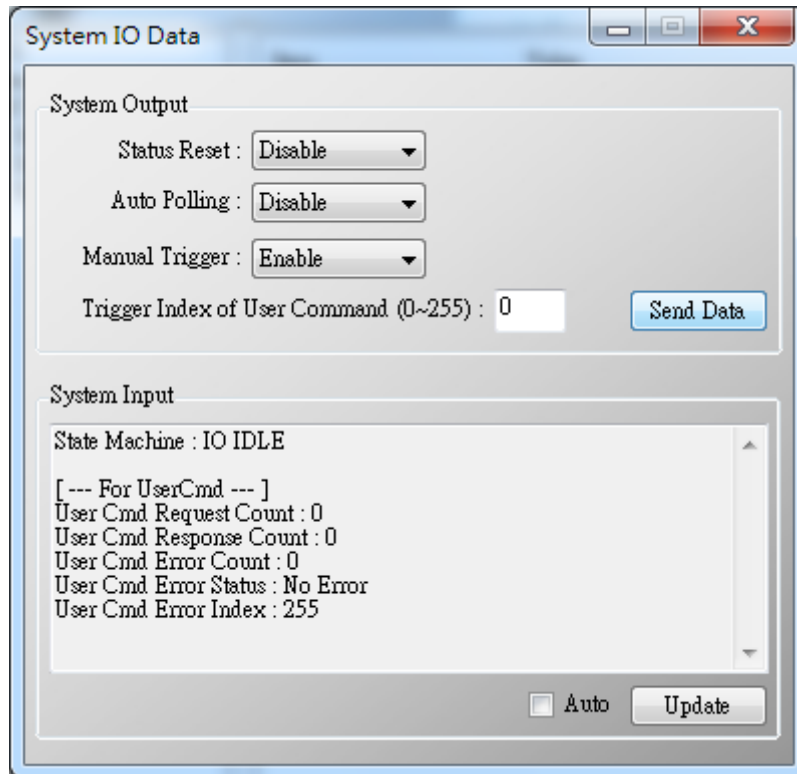 System IO Data
System Output
Status Reset : Disable
Auto Polling : Disable
Manual Trigger : Enable
Trigger Index of User Command (0~255) : 0 Send Data
System Input
State Machine : IO IDLE
[ --- For UserCmd --- ]
User Cmd Request Count : 0
User Cmd Response Count : 0
User Cmd Error Count : 0
User Cmd Error Status : No Error
User Cmd Error Index : 255
Auto Update